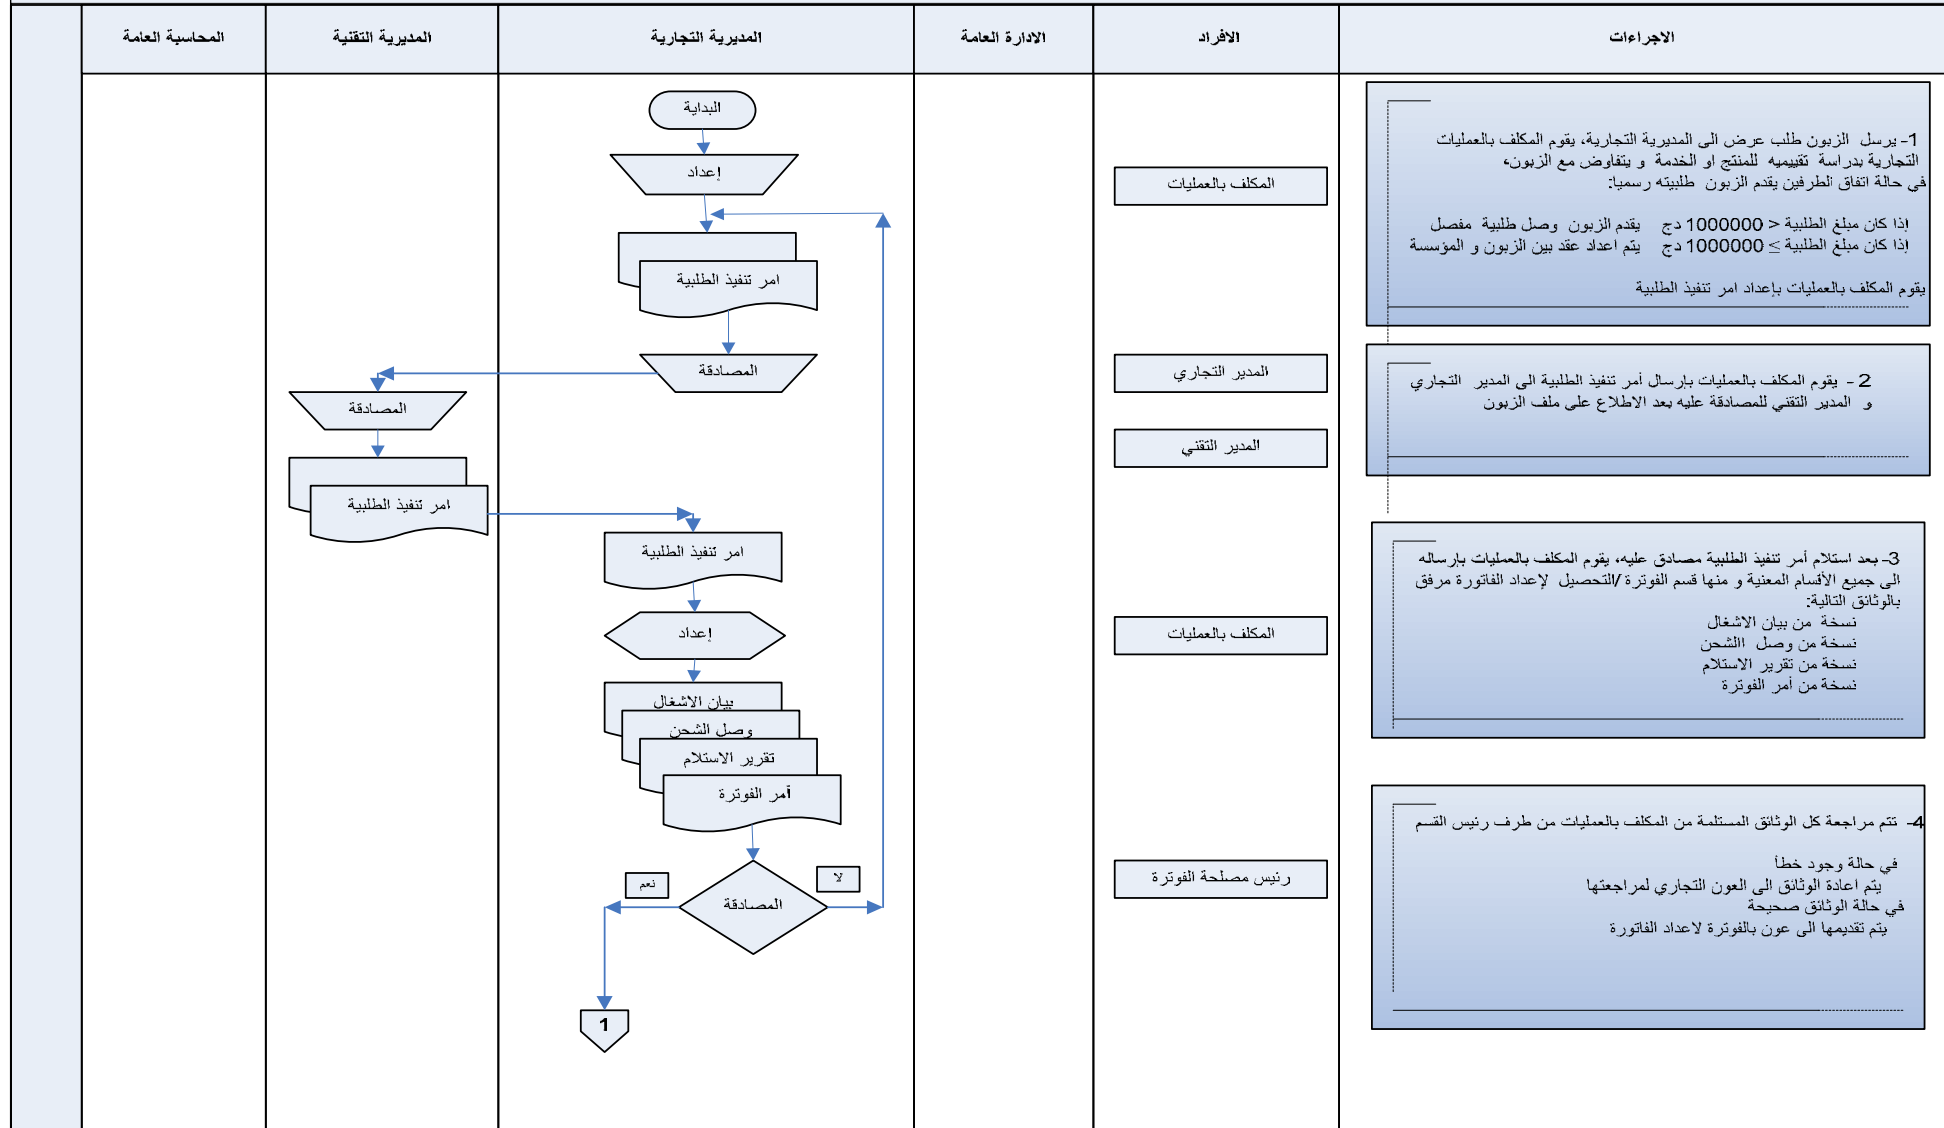 الاجراءات
الافراد
الادارة العامة
المديرية التجارية
المديرية التقنية
المحاسبة العامة
1- يرسل الزبون طلب عرض الى المديرية التجارية، يقوم المكلف بالعمليات
التجارية بدراسة تقييميه للمنتج او الخدمة و يتفاوض مع الزبون،
في حالة اتفاق الطرفين يقدم الزبون طلبيته رسميا:
إذا كان مبلغ الطلبية < 1000000 دج يقدم الزبون وصل طلبية مفصل
إذا كان مبلغ الطلبية ≥ 1000000 دج يتم اعداد عقد بين الزبون و المؤسسة
يقوم المكلف بالعمليات بإعداد امر تنفيذ الطلبية
2 - يقوم المكلف بالعمليات بإرسال أمر تنفيذ الطلبية الى المدير التجاري
و المدير التقني للمصادقة عليه بعد الاطلاع على ملف الزبون
3- بعد استلام أمر تنفيذ الطلبية مصادق عليه، يقوم المكلف بالعمليات بإرساله
الى جميع الأقسام المعنية و منها قسم الفوترة /التحصيل لإعداد الفاتورة مرفق
بالوثائق التالية:
نسخة من بيان الاشغال
نسخة من وصل االشحن
نسخة من تقرير الاستلام
نسخة من أمر الفوترة
4- تتم مراجعة كل الوثائق المستلمة من المكلف بالعمليات من طرف رئيس القسم
في حالة وجود خطأ
يتم اعادة الوثائق الى العون التجاري لمراجعتها
في حالة الوثائق صحيحة
يتم تقديمها الى عون بالفوترة لاعداد الفاتورة
المكلف بالعمليات
المدير التجاري
المدير التقني
المكلف بالعمليات
رئيس مصلحة الفوترة
البداية
إعداد
امر تنفيذ الطلبية
المصادقة
المصادقة
امر تنفيذ الطلبية
امر تنفيذ الطلبية
إعداد
بيان الاشغال
وصل الشحن
تقرير الاستلام
أمر الفوترة
لا
نعم
المصادقة
1